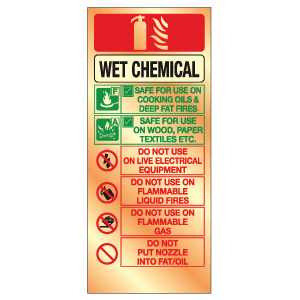 WET CHEMICAL
F
SAFE FOR USE ON
COOKING OILS &
DEEP FAT FIRES
A
SAFE FOR USE
ON WOOD, PAPER
TEXTILES ETC.
DO NOT USE
ON LIVE ELECTRICAL
EQUIPMENT
DO NOT USE ON
FLAMMABLE
LIQUID FIRES
DO NOT USE ON
FLAMMABLE
GAS
DO NOT
PUT NOZZLE
INTO FAT/OIL